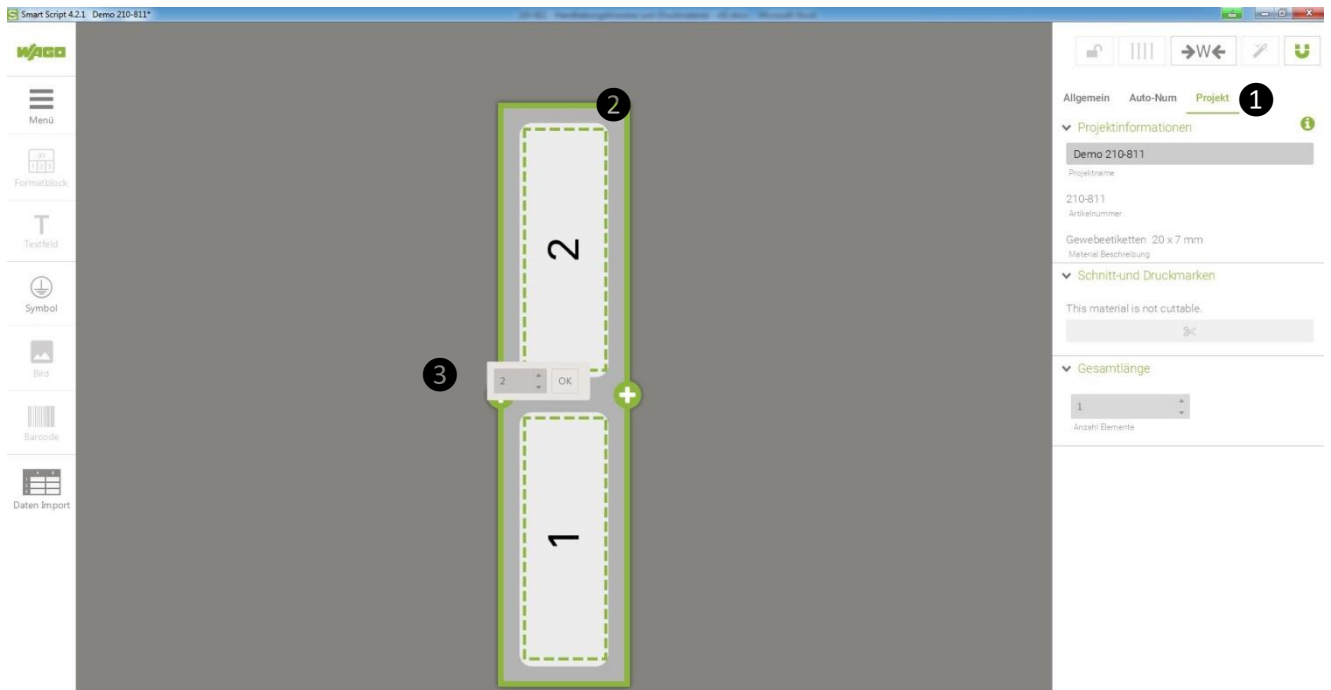 Smart Script 4.2.1 Demo 210-811*
WAGO
Menü
Formatblock
T
Textfeld
Symbol
Bild
Barcode
Daten Import
2
2
3
2 OK
1
→W←
Allgemein Auto-Num Projekt 1
Projektinformationen
Demo 210-811
Projektname
210-811
Artikelnummer
Gewebeetiketten 20 x 7 mm
Material Beschreibung
Schnitt-und Druckmarken
This material is not cuttable.
Gesamtlänge
1
Anzahl Elemente